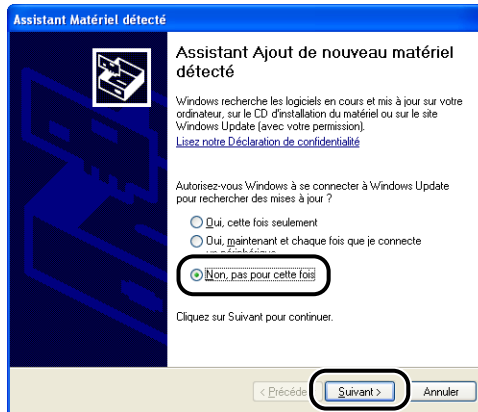 Assistant Matériel détecté
Assistant Ajout de nouveau matériel
détecté
Windows recherche les logiciels en cours et mis à jour sur votre
ordinateur, sur le CD d'installation du matériel ou sur le site
Windows Update (avec votre permission).
Lisez notre Déclaration de confidentialité
Autorisez-vous Windows à se connecter à Windows Update
pour rechercher des mises à jour ?
Oui, cette fois seulement
Oui, maintenant et chaque fois que je connecte
un périphérique
Non, pas pour cette fois
Cliquez sur Suivant pour continuer.
< Précéde
Suivant >
Annuler